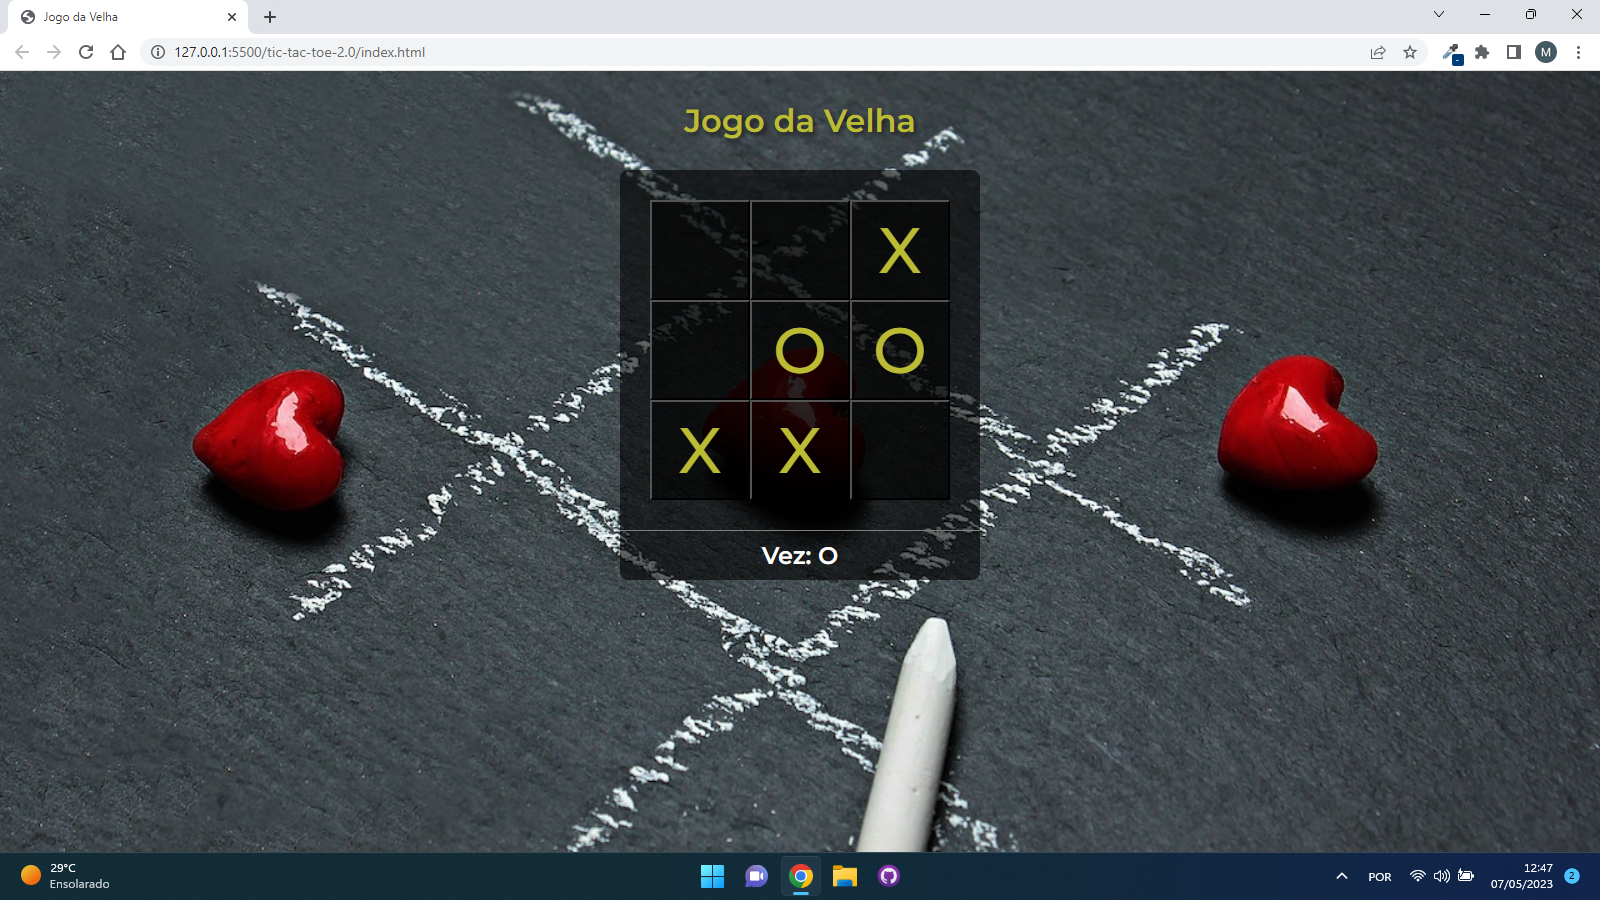 Jogo da Velha
127.0.0.1:5500/tic-tac-toe-2.0/index.html
M
Jogo da Velha
X
O O
X X
Vez: O
29°C
Ensolarado
POR
12:47
07/05/2023
2